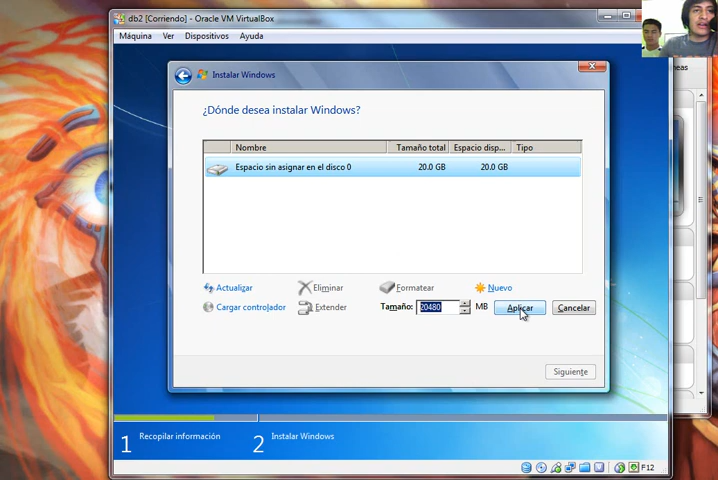 db2 [Corriendo] - Oracle VM VirtualBox
Máquina Ver Dispositivos Ayuda
Instalar Windows
¿Dónde desea instalar Windows?
Nombre Tamaño total Espacio disp... Tipo
Espacio sin asignar en el disco 0 20.0 GB 20.0 GB
Actualizar Eliminar Formatear Nuevo
Cargar controlador Extender Tamaño: 20480 MB Aplicar Cancelar
Siguiente
1 Recopilar información 2 Instalar Windows
F12